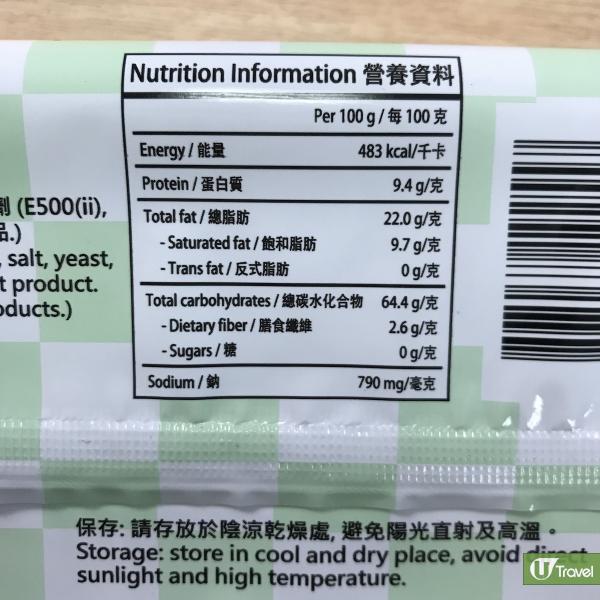 Nutrition Information 營養資料
Per 100 g / 每 100 克
Energy / 能量 483 kcal/千卡
Protein / 蛋白質 9.4 g/克
Total fat / 總脂肪 22.0 g/克
- Saturated fat / 飽和脂肪 9.7 g/克
- Trans fat / 反式脂肪 0 g/克
Total carbohydrates / 總碳水化合物 64.4 g/克
- Dietary fiber / 膳食纖維 2.6 g/克
- Sugars / 糖 0 g/克
Sodium / 鈉 790 mg/毫克
劑 (E500(ii),
品.)
, salt, yeast,
t product.
oducts.)
保存: 請存放於陰涼乾燥處, 避免陽光直射及高溫。
Storage: store in cool and dry place, avoid direct
sunlight and high temperature.
U Travel